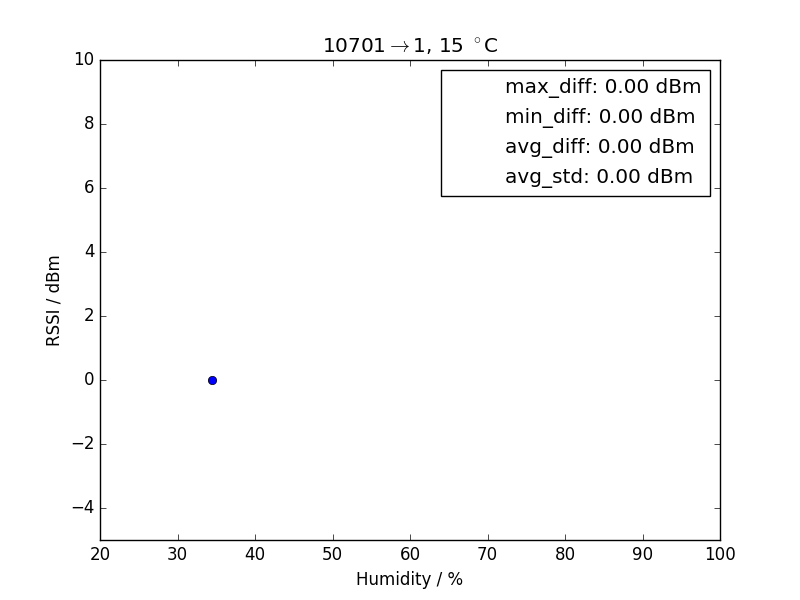 10701→1, 15 °C
max_diff: 0.00 dBm
min_diff: 0.00 dBm
avg_diff: 0.00 dBm
avg_std: 0.00 dBm
10
8
6
4
2
0
−2
−4
RSSI / dBm
20 30 40 50 60 70 80 90 100
Humidity / %